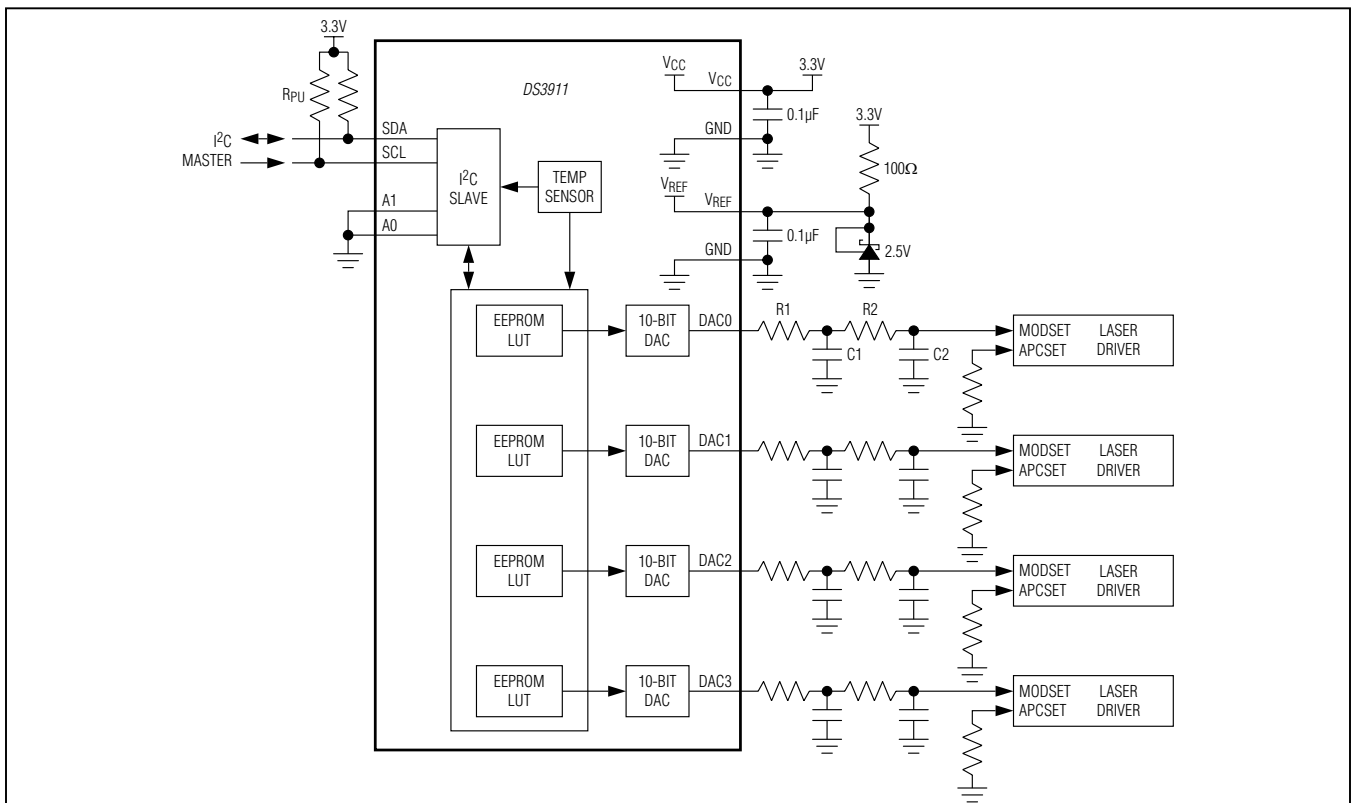 3.3V
DS3911
RPU
VCC
VCC
3.3V
0.1µF
GND
3.3V
100Ω
I²C
MASTER
SDA
SCL
A1
A0
I²C
SLAVE
TEMP
SENSOR
VREF
VREF
0.1µF
GND
2.5V
EEPROM
LUT
10-BIT
DAC
DAC0
R1
R2
C1
C2
MODSET
APCSET
LASER
DRIVER
EEPROM
LUT
10-BIT
DAC
DAC1
MODSET
APCSET
LASER
DRIVER
EEPROM
LUT
10-BIT
DAC
DAC2
MODSET
APCSET
LASER
DRIVER
EEPROM
LUT
10-BIT
DAC
DAC3
MODSET
APCSET
LASER
DRIVER